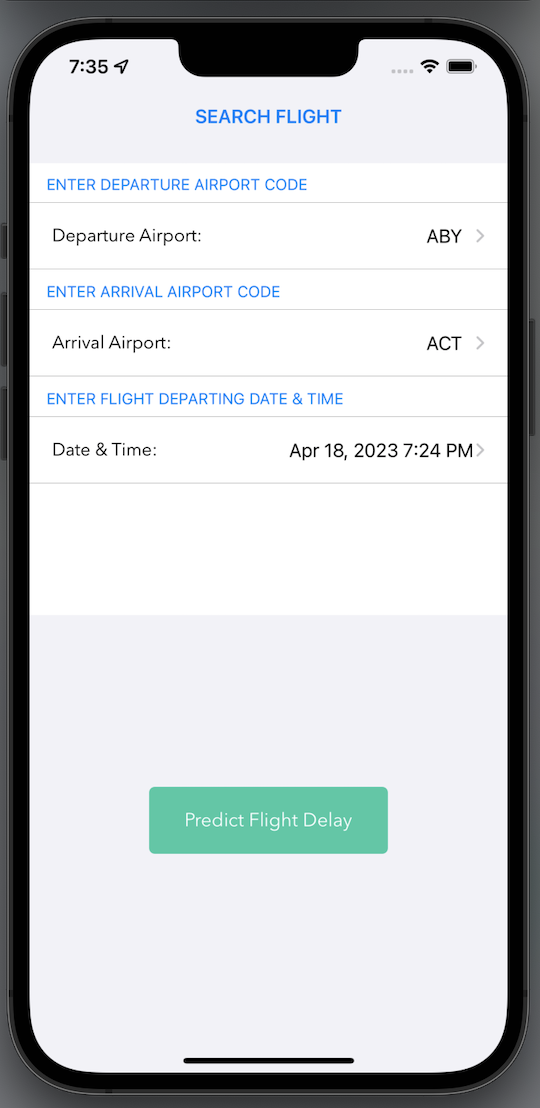 7:35
SEARCH FLIGHT
ENTER DEPARTURE AIRPORT CODE
Departure Airport: ABY
ENTER ARRIVAL AIRPORT CODE
Arrival Airport: ACT
ENTER FLIGHT DEPARTING DATE & TIME
Date & Time: Apr 18, 2023 7:24 PM
Predict Flight Delay